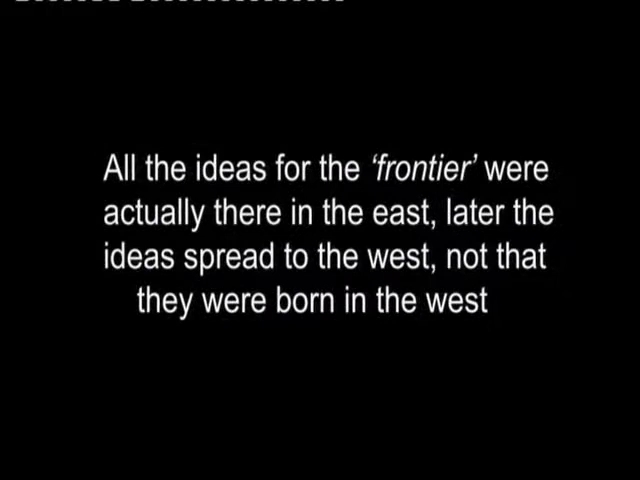 All the ideas for the ‘frontier’ were
actually there in the east, later the
ideas spread to the west, not that
they were born in the west